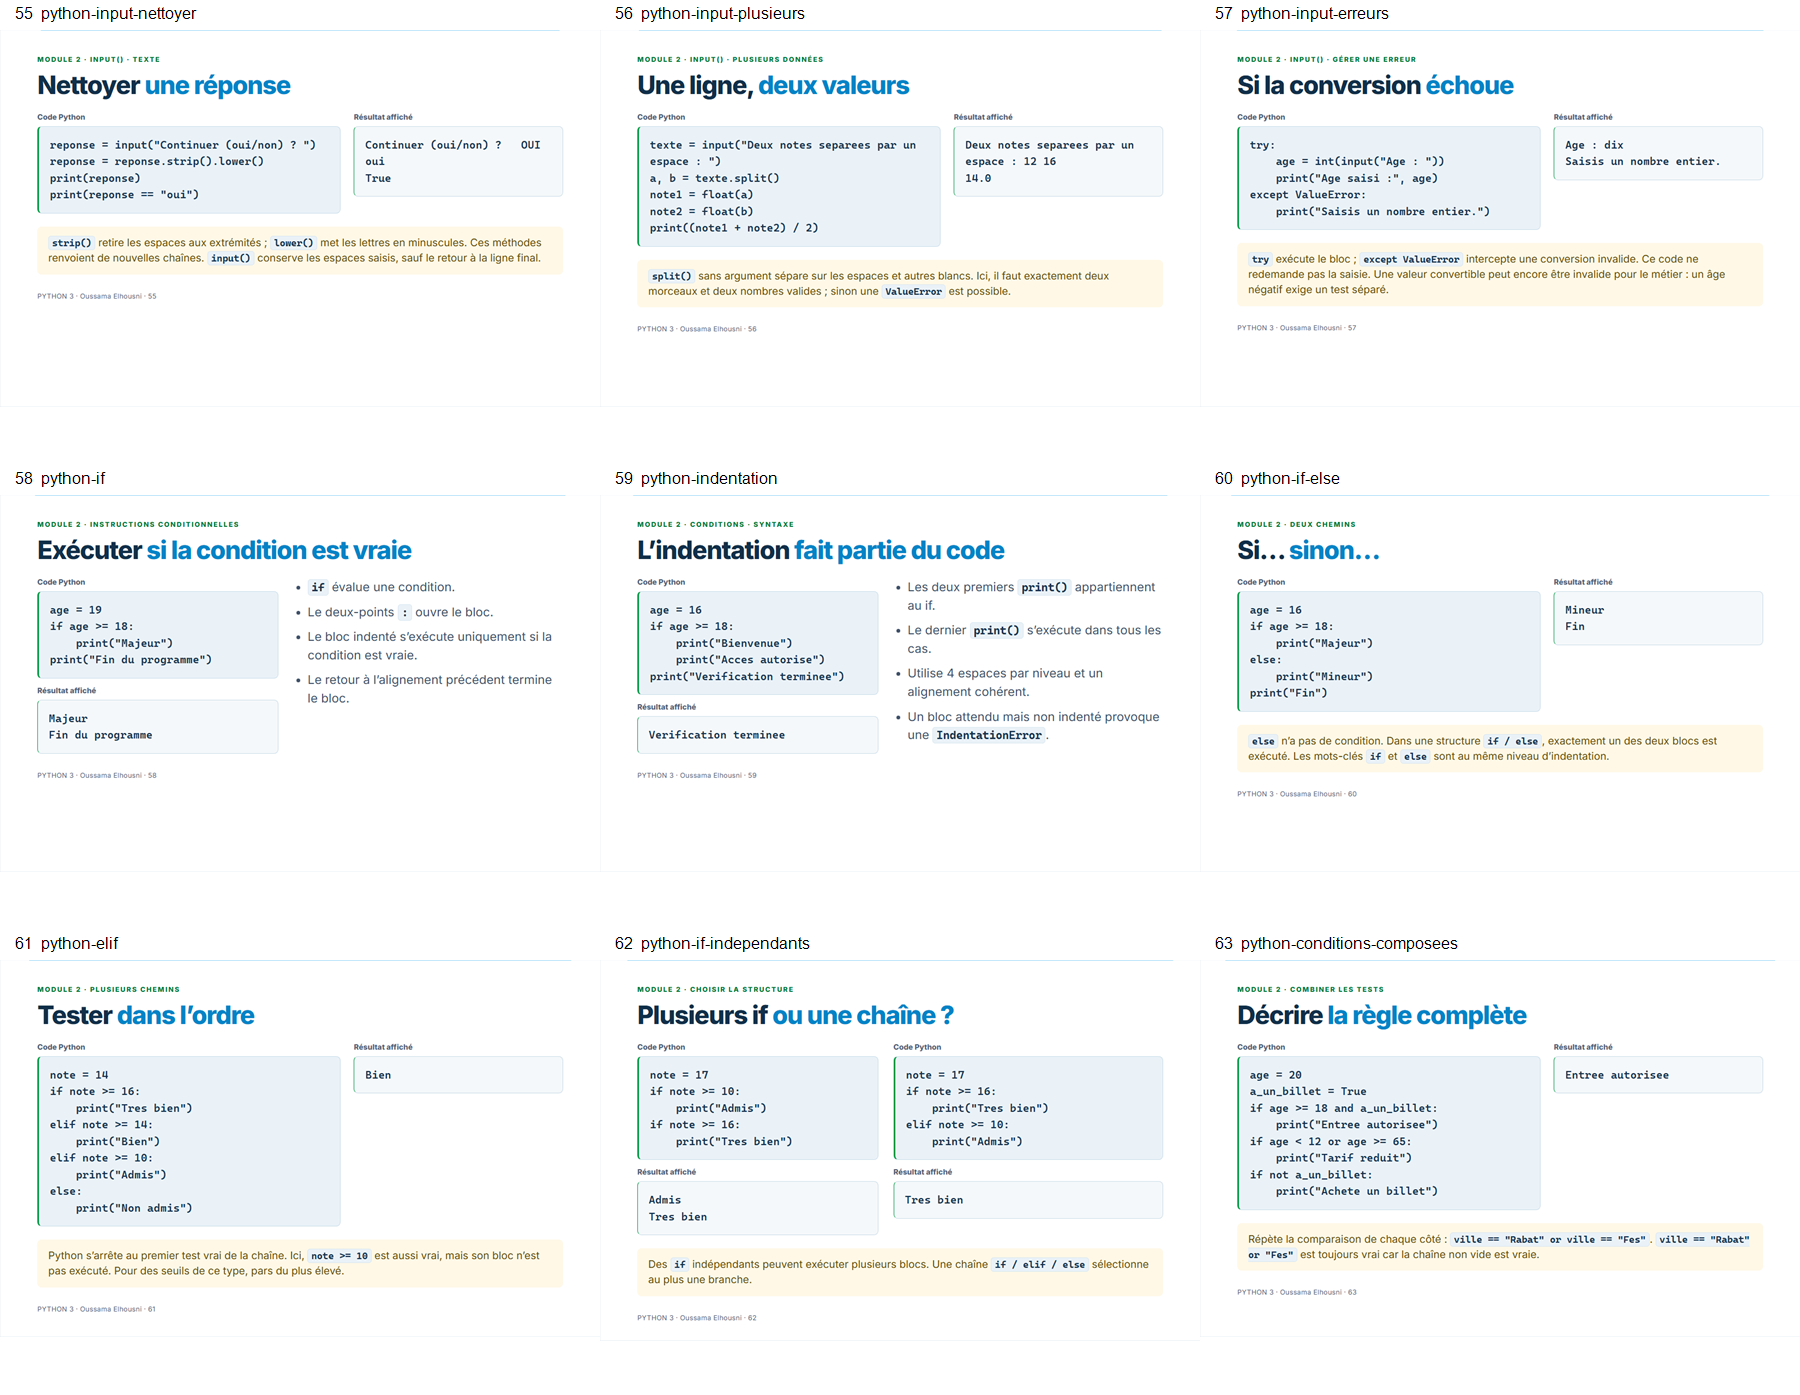 55 python-input-nettoyer
MODULE 2 · INPUT() · TEXTE
Nettoyer une réponse
Code Python
reponse = input("Continuer (oui/non) ? ")
reponse = reponse.strip().lower()
print(reponse)
print(reponse == "oui")
Résultat affiché
Continuer (oui/non) ?   OUI
oui
True
strip() retire les espaces aux extrémités ; lower() met les lettres en minuscules. Ces méthodes
renvoient de nouvelles chaînes. input() conserve les espaces saisis, sauf le retour à la ligne final.
PYTHON 3 · Oussama Elhousni · 55
56 python-input-plusieurs
MODULE 2 · INPUT() · PLUSIEURS DONNÉES
Une ligne, deux valeurs
Code Python
texte = input("Deux notes separees par un
espace : ")
a, b = texte.split()
note1 = float(a)
note2 = float(b)
print((note1 + note2) / 2)
Résultat affiché
Deux notes separees par un
espace : 12 16
14.0
split() sans argument sépare sur les espaces et autres blancs. Ici, il faut exactement deux
morceaux et deux nombres valides ; sinon une ValueError est possible.
PYTHON 3 · Oussama Elhousni · 56
57 python-input-erreurs
MODULE 2 · INPUT() · GÉRER UNE ERREUR
Si la conversion échoue
Code Python
try:
    age = int(input("Age : "))
    print("Age saisi :", age)
except ValueError:
    print("Saisis un nombre entier.")
Résultat affiché
Age : dix
Saisis un nombre entier.
try exécute le bloc ; except ValueError intercepte une conversion invalide. Ce code ne
redemande pas la saisie. Une valeur convertible peut encore être invalide pour le métier : un âge
négatif exige un test séparé.
PYTHON 3 · Oussama Elhousni · 57
58 python-if
MODULE 2 · INSTRUCTIONS CONDITIONNELLES
Exécuter si la condition est vraie
Code Python
age = 19
if age >= 18:
    print("Majeur")
print("Fin du programme")
Résultat affiché
Majeur
Fin du programme
• if évalue une condition.
• Le deux-points : ouvre le bloc.
• Le bloc indenté s’exécute uniquement si la
condition est vraie.
• Le retour à l’alignement précédent termine
le bloc.
PYTHON 3 · Oussama Elhousni · 58
59 python-indentation
MODULE 2 · CONDITIONS · SYNTAXE
L’indentation fait partie du code
Code Python
age = 16
if age >= 18:
    print("Bienvenue")
    print("Acces autorise")
print("Verification terminee")
Résultat affiché
Verification terminee
• Les deux premiers print() appartiennent
au if.
• Le dernier print() s’exécute dans tous les
cas.
• Utilise 4 espaces par niveau et un
alignement cohérent.
• Un bloc attendu mais non indenté provoque
une IndentationError.
PYTHON 3 · Oussama Elhousni · 59
60 python-if-else
MODULE 2 · DEUX CHEMINS
Si… sinon…
Code Python
age = 16
if age >= 18:
    print("Majeur")
else:
    print("Mineur")
print("Fin")
Résultat affiché
Mineur
Fin
else n’a pas de condition. Dans une structure if / else, exactement un des deux blocs est
exécuté. Les mots-clés if et else sont au même niveau d’indentation.
PYTHON 3 · Oussama Elhousni · 60
61 python-elif
MODULE 2 · PLUSIEURS CHEMINS
Tester dans l’ordre
Code Python
note = 14
if note >= 16:
    print("Tres bien")
elif note >= 14:
    print("Bien")
elif note >= 10:
    print("Admis")
else:
    print("Non admis")
Résultat affiché
Bien
Python s’arrête au premier test vrai de la chaîne. Ici, note >= 10 est aussi vrai, mais son bloc n’est
pas exécuté. Pour des seuils de ce type, pars du plus élevé.
PYTHON 3 · Oussama Elhousni · 61
62 python-if-independants
MODULE 2 · CHOISIR LA STRUCTURE
Plusieurs if ou une chaîne ?
Code Python
note = 17
if note >= 10:
    print("Admis")
if note >= 16:
    print("Tres bien")
Résultat affiché
Admis
Tres bien
Code Python
note = 17
if note >= 16:
    print("Tres bien")
elif note >= 10:
    print("Admis")
Résultat affiché
Tres bien
Des if indépendants peuvent exécuter plusieurs blocs. Une chaîne if / elif / else sélectionne
au plus une branche.
PYTHON 3 · Oussama Elhousni · 62
63 python-conditions-composees
MODULE 2 · COMBINER LES TESTS
Décrire la règle complète
Code Python
age = 20
a_un_billet = True
if age >= 18 and a_un_billet:
    print("Entree autorisee")
if age < 12 or age >= 65:
    print("Tarif reduit")
if not a_un_billet:
    print("Achete un billet")
Résultat affiché
Entree autorisee
Répète la comparaison de chaque côté : ville == "Rabat" or ville == "Fes". ville == "Rabat"
or "Fes" est toujours vrai car la chaîne non vide est vraie.
PYTHON 3 · Oussama Elhousni · 63